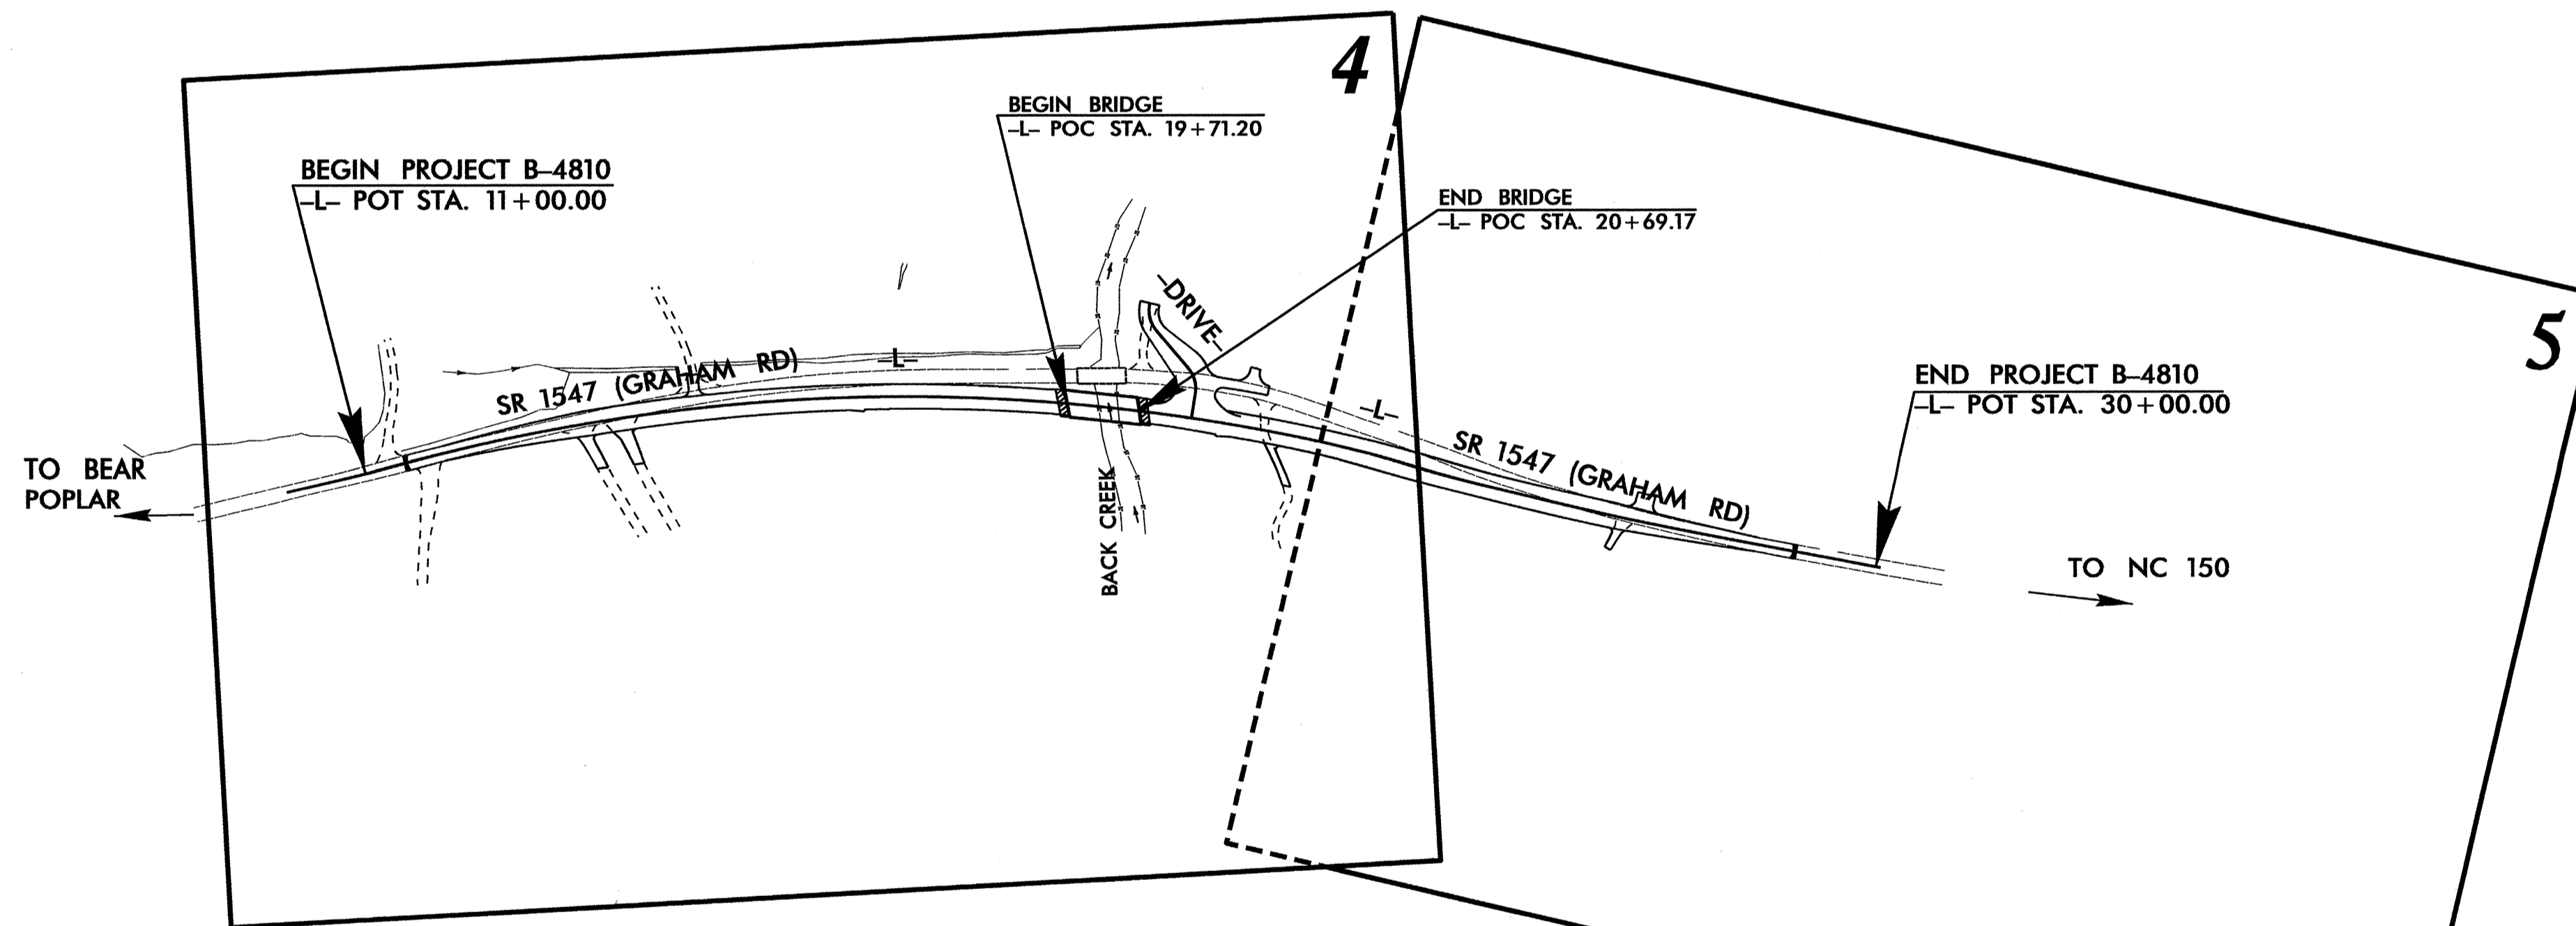 4
BEGIN BRIDGE
-L- POC STA. 19+71.20
BEGIN PROJECT B-4810
-L- POT STA. 11+00.00
END BRIDGE
-L- POC STA. 20+69.17
-DRIVE-
5
SR 1547 (GRAHAM RD)
-L-
-L-
END PROJECT B-4810
-L- POT STA. 30+00.00
TO BEAR
POPLAR
BACK CREEK
SR 1547 (GRAHAM RD)
TO NC 150